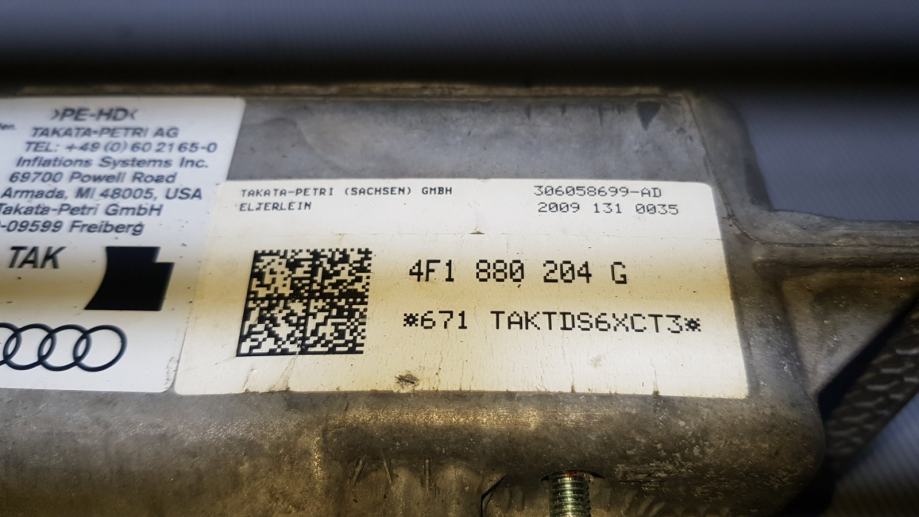 >PE-HD<
TAKATA-PETRI AG
TEL: +49 (0) 60 21 65-0
Inflations Systems Inc.
69700 Powell Road
Armada, MI 48005, USA
Takata-Petri GmbH
-09599 Freiberg
TAK
TAKATA-PETRI (SACHSEN) GMBH
ELTERLEIN
306058699-AD
2009 131 0035
4F1 880 204 G
*671 TAKTDS6XCT3*